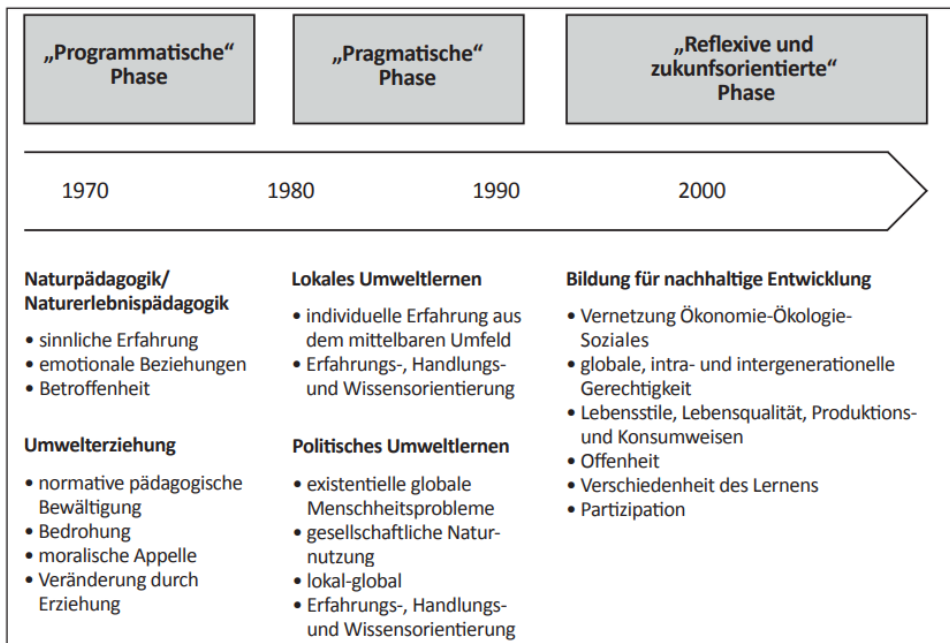 „Programmatische“
Phase
„Pragmatische“
Phase
„Reflexive und
zukunfsorientierte“
Phase
1970
1980
1990
2000
Naturpädagogik/
Naturerlebnispädagogik
• sinnliche Erfahrung
• emotionale Beziehungen
• Betroffenheit
Umwelterziehung
• normative pädagogische
Bewältigung
• Bedrohung
• moralische Appelle
• Veränderung durch
Erziehung
Lokales Umweltlernen
• individuelle Erfahrung aus
dem mittelbaren Umfeld
• Erfahrungs-, Handlungs-
und Wissensorientierung
Politisches Umweltlernen
• existentielle globale
Menschheitsprobleme
• gesellschaftliche Natur-
nutzung
• lokal-global
• Erfahrungs-, Handlungs-
und Wissensorientierung
Bildung für nachhaltige Entwicklung
• Vernetzung Ökonomie-Ökologie-
Soziales
• globale, intra- und intergenerationelle
Gerechtigkeit
• Lebensstile, Lebensqualität, Produktions-
und Konsumweisen
• Offenheit
• Verschiedenheit des Lernens
• Partizipation